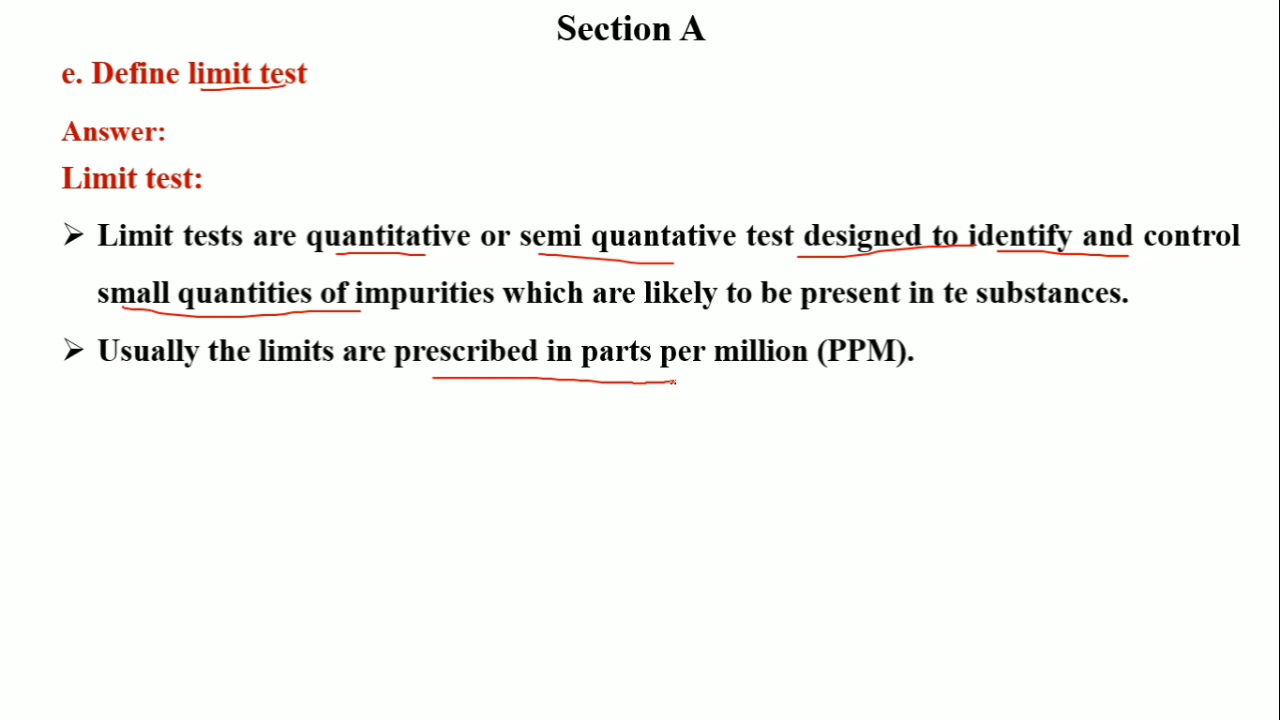 Section A
e. Define limit test
Answer:
Limit test:
➢ Limit tests are quantitative or semi quantative test designed to identify and control
small quantities of impurities which are likely to be present in te substances.
➢ Usually the limits are prescribed in parts per million (PPM).